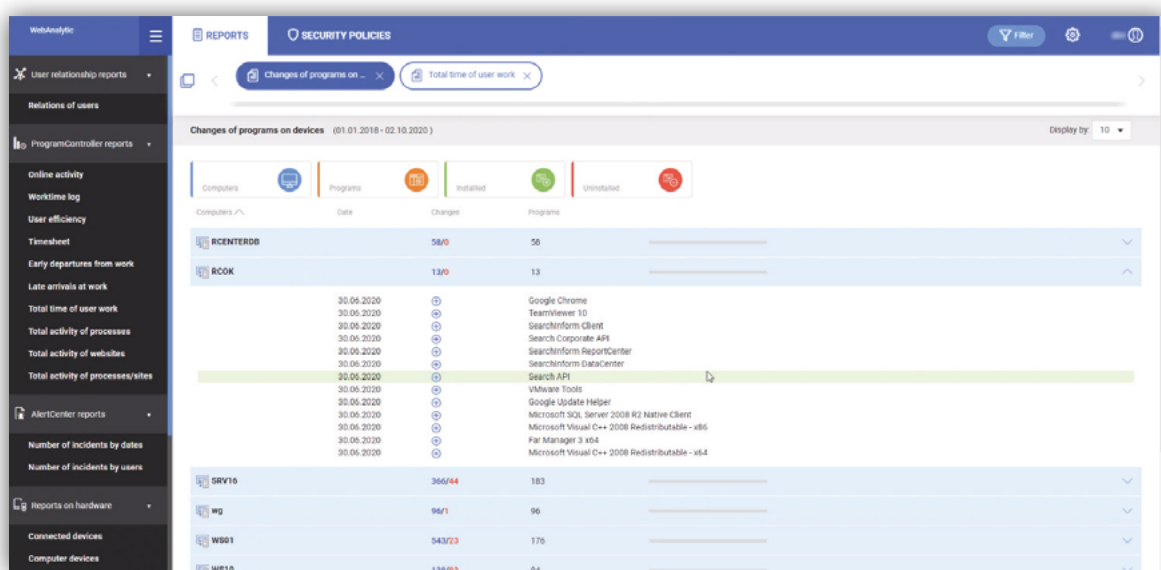 WebAnalytic
REPORTS
SECURITY POLICIES
Filter
User relationship reports
Relations of users
ProgramController reports
Online activity
Worktime log
User efficiency
Timesheet
Early departures from work
Late arrivals at work
Total time of user work
Total activity of processes
Total activity of websites
Total activity of processes/sites
AlertCenter reports
Number of incidents by dates
Number of incidents by users
Reports on hardware
Connected devices
Computer devices
Changes of programs on ...
Total time of user work
Changes of programs on devices (01.01.2018 - 02.10.2020 )
Display by: 10
Computers
Programs
Installed
Uninstalled
Computers Date Changes Programs
RCENTERDB 58/0 58
RCOK 13/0 13
30.06.2020 Google Chrome
30.06.2020 TeamViewer 10
30.06.2020 SearchInform Client
30.06.2020 Search Corporate API
30.06.2020 SearchInform ReportCenter
30.06.2020 SearchInform DataCenter
30.06.2020 Search API
30.06.2020 VMware Tools
30.06.2020 Google Update Helper
30.06.2020 Microsoft SQL Server 2008 R2 Native Client
30.06.2020 Microsoft Visual C++ 2008 Redistributable - x86
30.06.2020 Far Manager 3 x64
30.06.2020 Microsoft Visual C++ 2008 Redistributable - x64
SRV16 366/44 183
wg 96/1 96
WS01 543/23 176
WS10